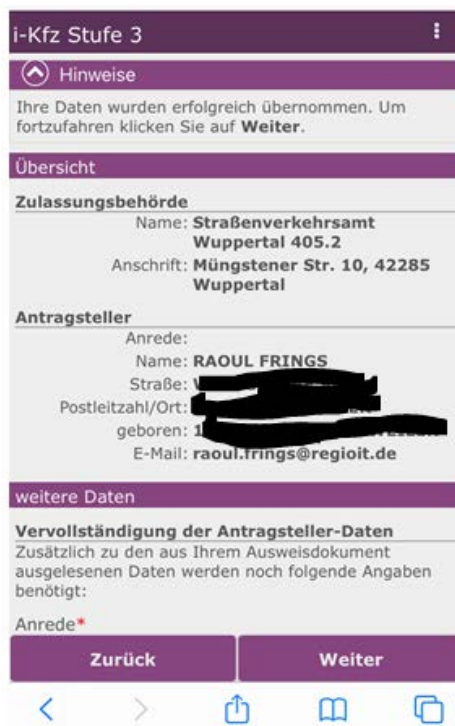 i-Kfz Stufe 3
Hinweise
Ihre Daten wurden erfolgreich übernommen. Um
fortzufahren klicken Sie auf Weiter.
Übersicht
Zulassungsbehörde
Name: Straßenverkehrsamt
Wuppertal 405.2
Anschrift: Müngstener Str. 10, 42285
Wuppertal
Antragsteller
Anrede:
Name: RAOUL FRINGS
Straße:
Postleitzahl/Ort:
geboren: 1
E-Mail: raoul.frings@regioit.de
weitere Daten
Vervollständigung der Antragsteller-Daten
Zusätzlich zu den aus Ihrem Ausweisdokument
ausgelesenen Daten werden noch folgende Angaben
benötigt:
Anrede*
Zurück Weiter